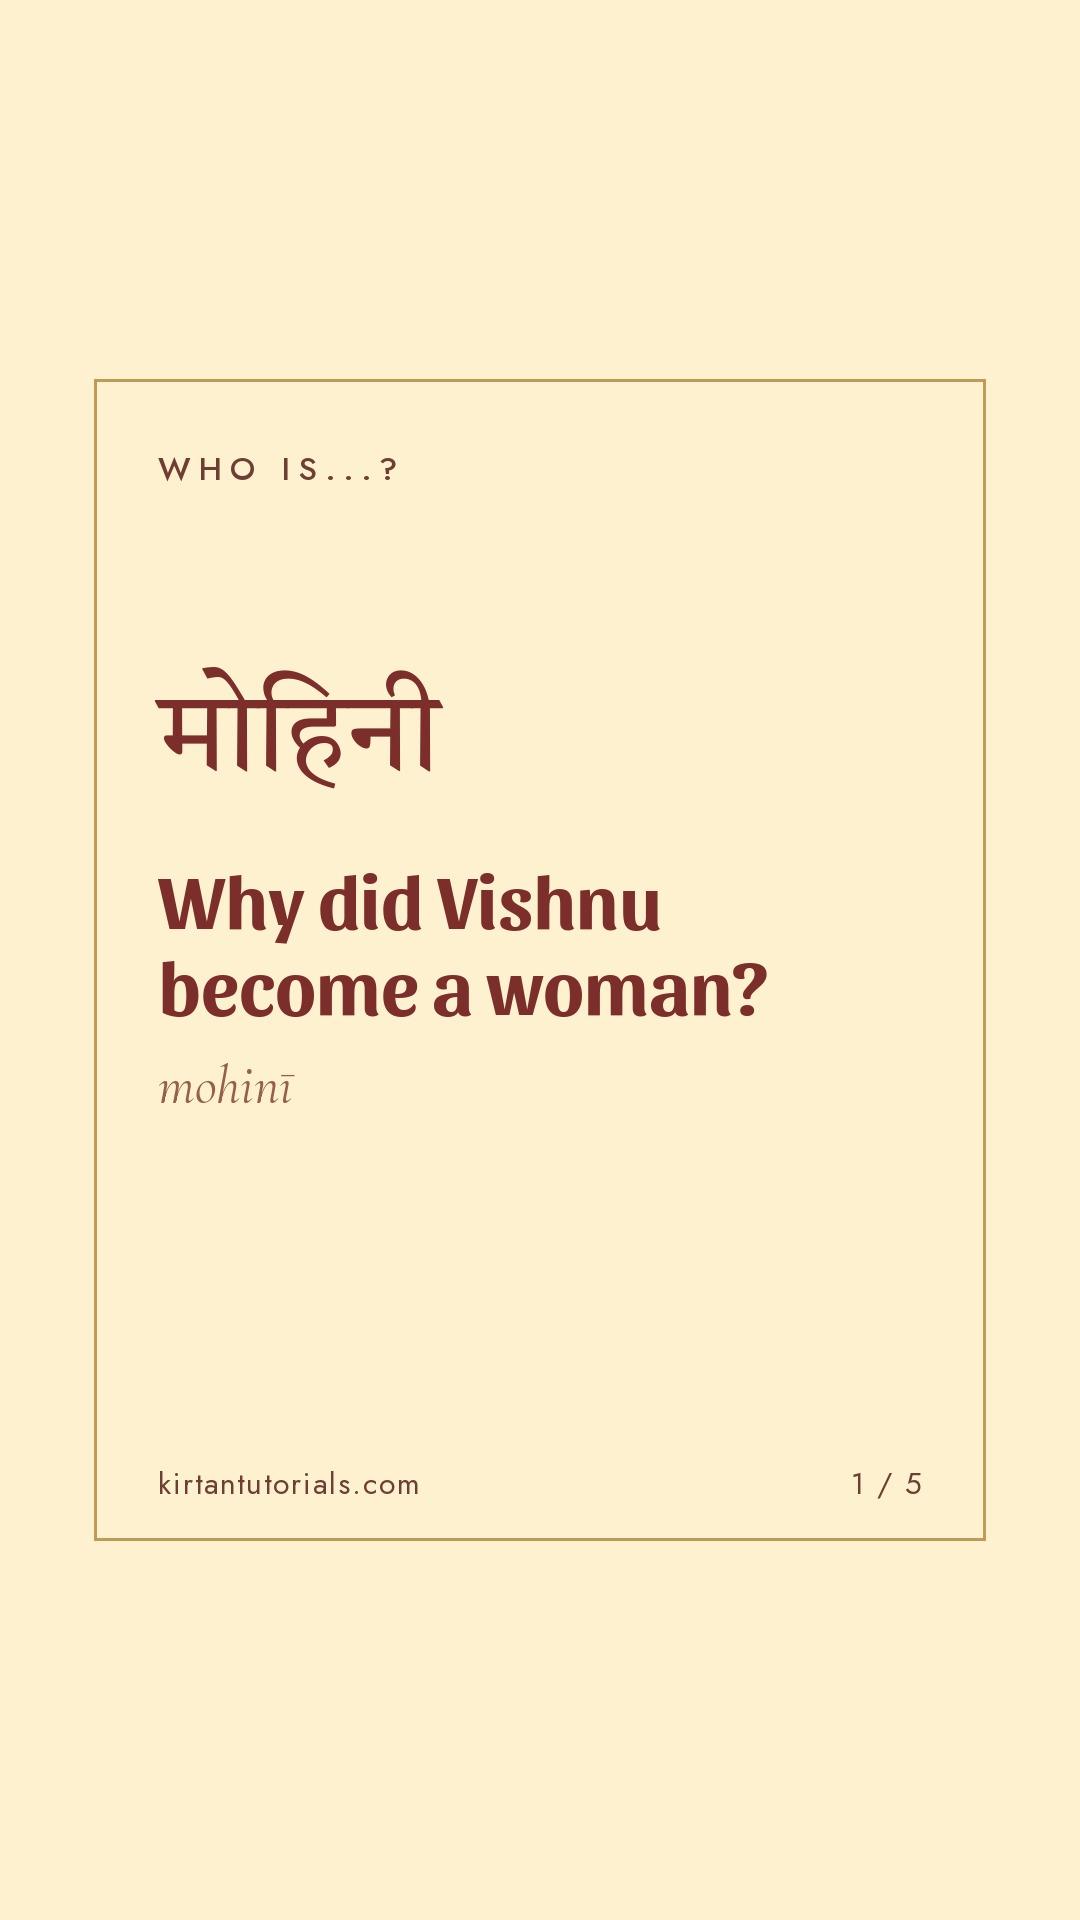 WHO IS...?
मोहिनी
Why did Vishnu
become a woman?
mohinī
kirtantutorials.com
1 / 5